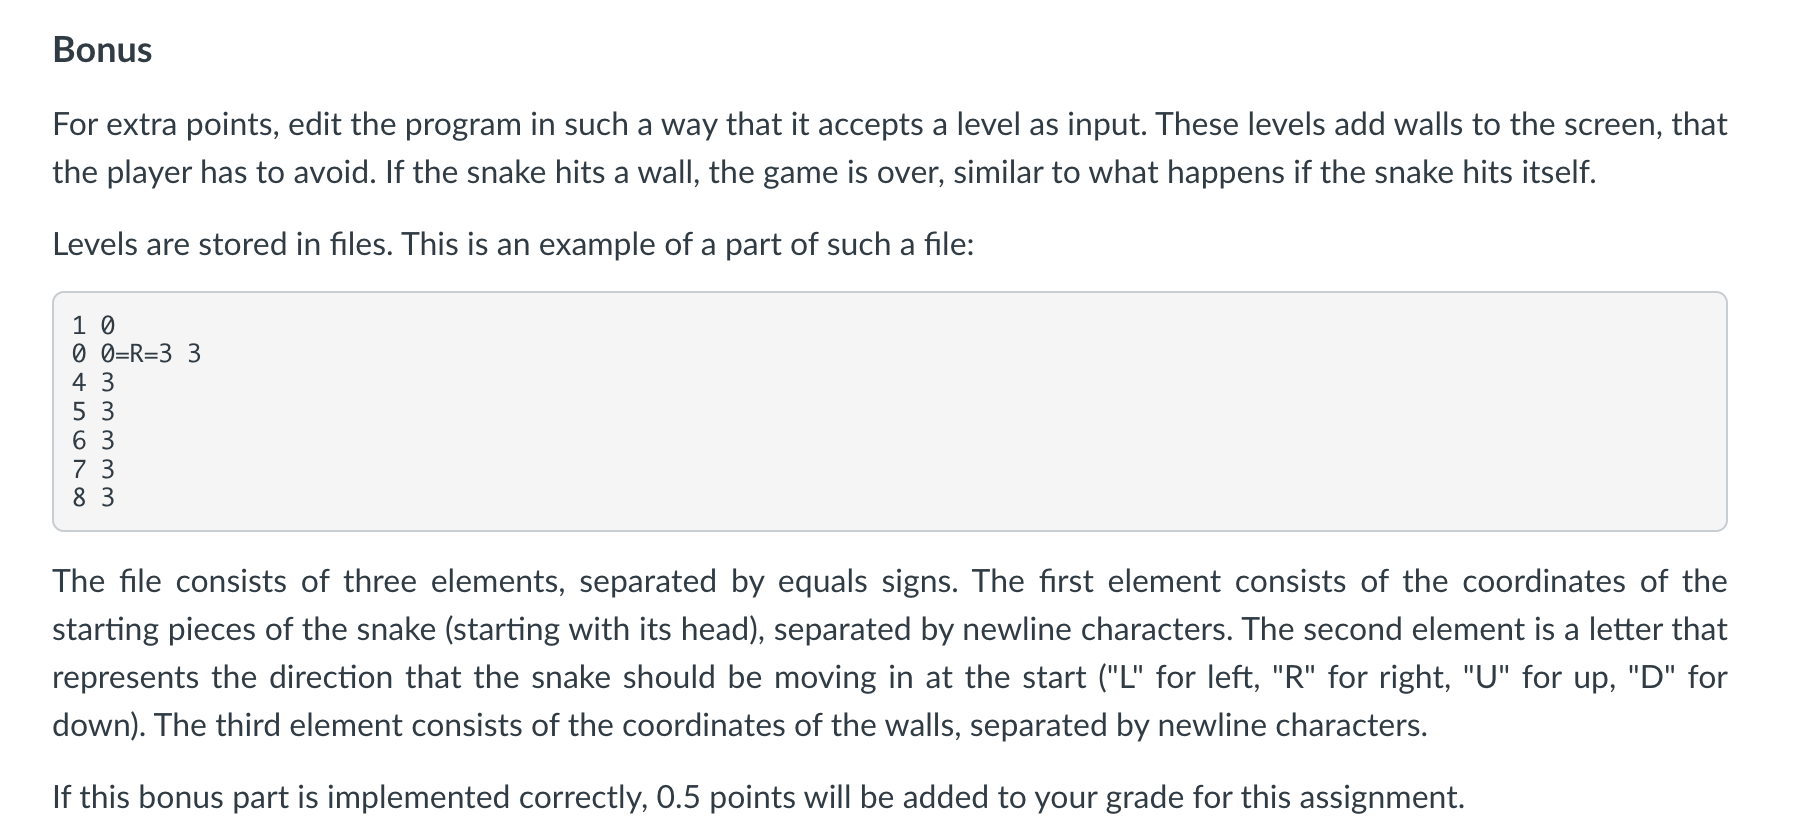 Bonus
For extra points, edit the program in such a way that it accepts a level as input. These levels add walls to the screen, that
the player has to avoid. If the snake hits a wall, the game is over, similar to what happens if the snake hits itself.
Levels are stored in files. This is an example of a part of such a file:
1 0
0 0=R=3 3
4 3
5 3
6 3
7 3
8 3
The file consists of three elements, separated by equals signs. The first element consists of the coordinates of the
starting pieces of the snake (starting with its head), separated by newline characters. The second element is a letter that
represents the direction that the snake should be moving in at the start ("L" for left, "R" for right, "U" for up, "D" for
down). The third element consists of the coordinates of the walls, separated by newline characters.
If this bonus part is implemented correctly, 0.5 points will be added to your grade for this assignment.